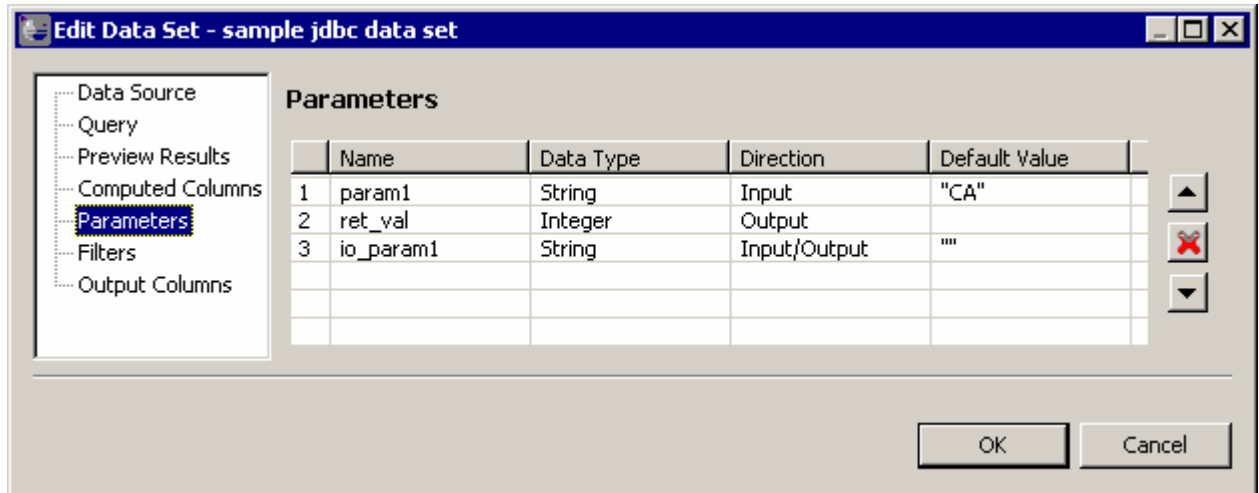 Edit Data Set - sample jdbc data set
Data Source
Query
Preview Results
Computed Columns
Parameters
Filters
Output Columns
Parameters
Name Data Type Direction Default Value
1 param1 String Input "CA"
2 ret_val Integer Output
3 io_param1 String Input/Output ""
OK Cancel